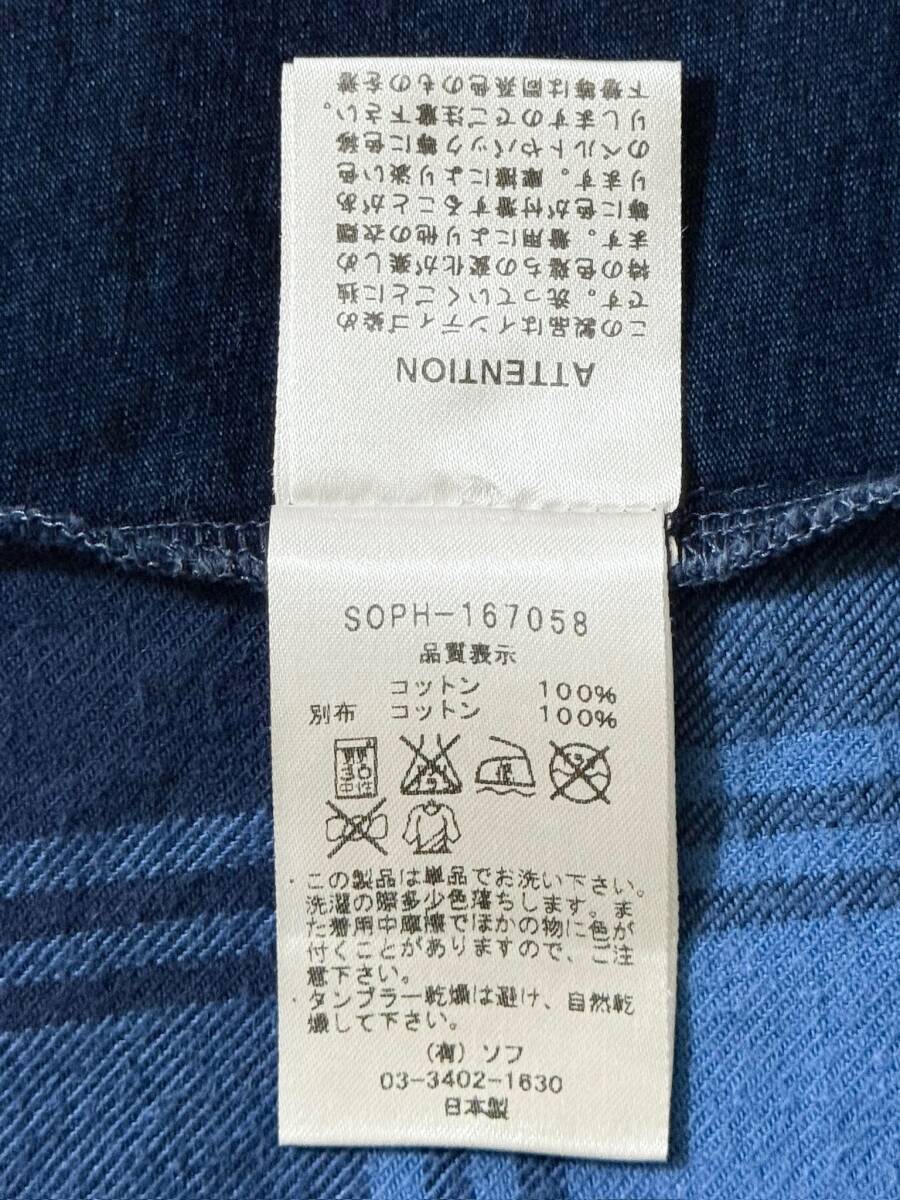 ATTENTION
この製品はインディゴ染め
です。洗っていくごとに独
特の色落ちの変化が楽しめ
ます。着用により他の衣類
等に色が付着することがあ
ります。摩擦により淡い色
のベルトやバック等に色移
りしますのでご注意下さい。
下着等は同系色のものを着
SOPH-167058
品質表示
コットン 100%
別布 コットン 100%
30
中性
低
・この製品は単品でお洗い下さい。
洗濯の際多少色落ちします。ま
た着用中摩擦でほかの物に色が
付くことがありますので、ご注
意下さい。
・タンブラー乾燥は避け、自然乾
燥して下さい。
(有)ソフ
03-3402-1630
日本製